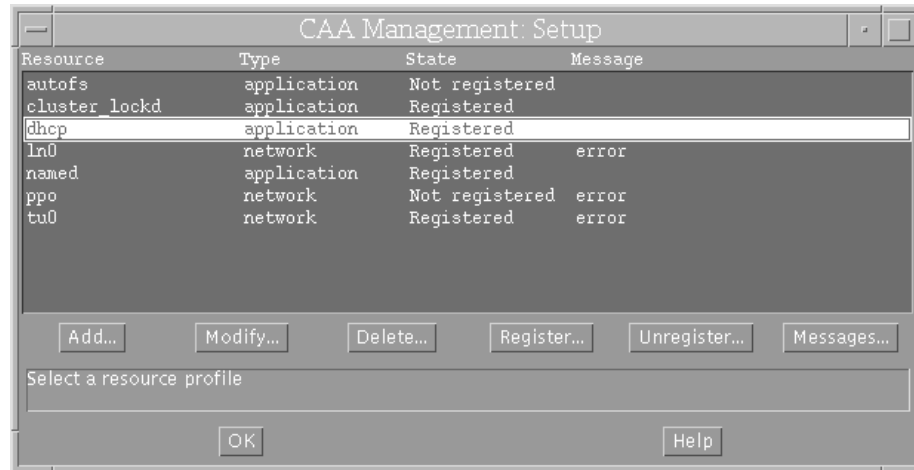 CAA Management: Setup
Resource Type State Message
autofs application Not registered
cluster_lockd application Registered
dhcp application Registered
ln0 network Registered error
named application Registered
ppo network Not registered error
tu0 network Registered error
Add... Modify... Delete... Register... Unregister... Messages...
Select a resource profile
OK Help